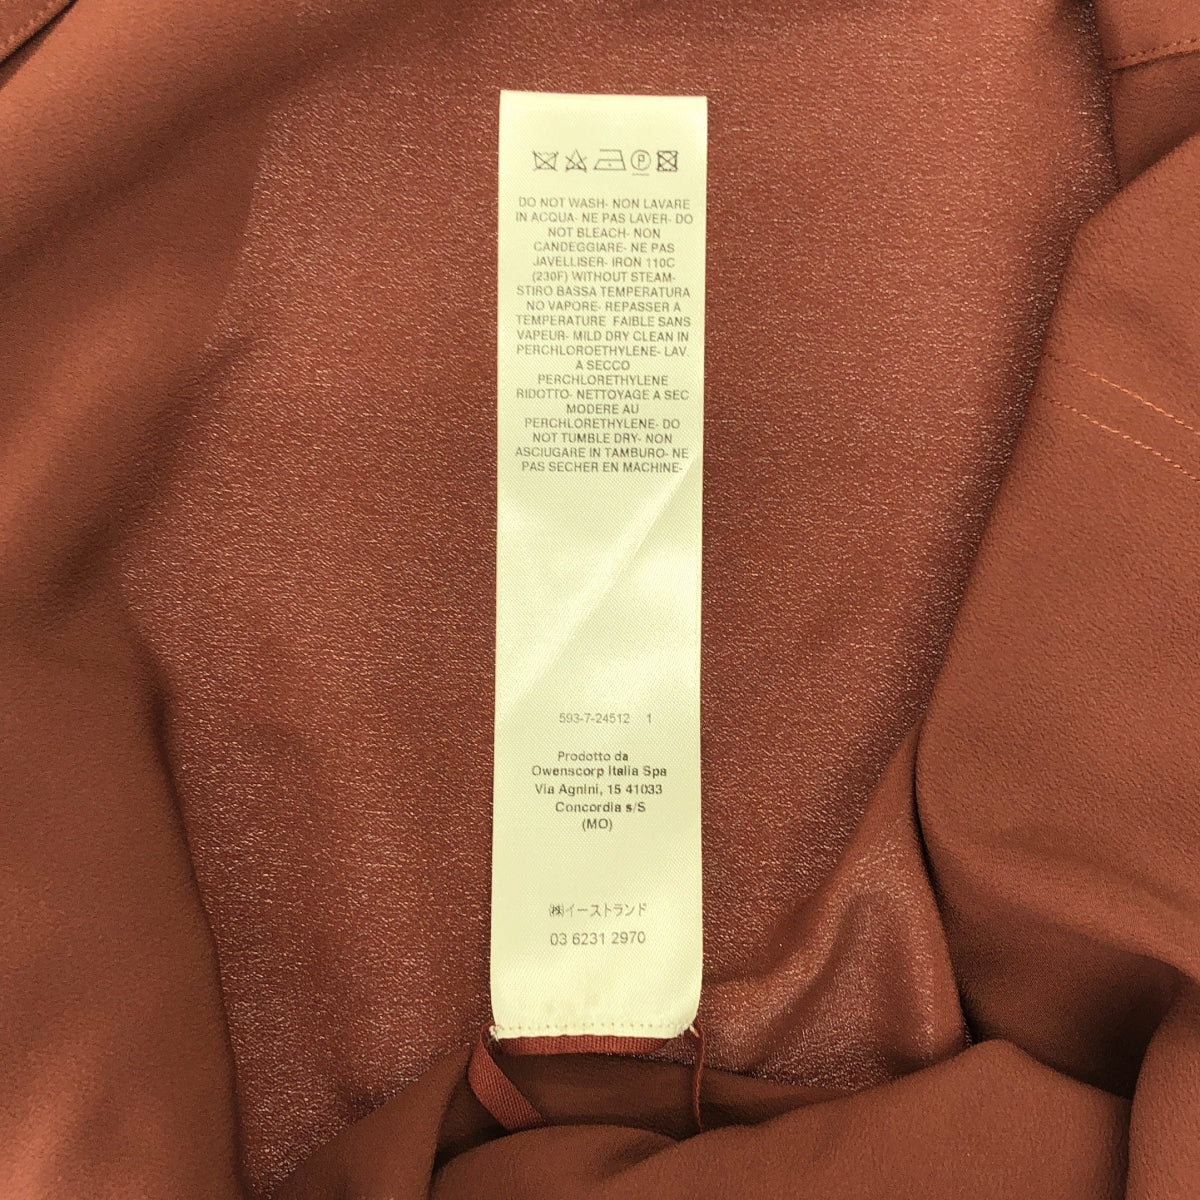 P
DO NOT WASH- NON LAVARE
IN ACQUA- NE PAS LAVER- DO
NOT BLEACH- NON
CANDEGGIARE- NE PAS
JAVELLISER- IRON 110C
(230F) WITHOUT STEAM-
STIRO BASSA TEMPERATURA
NO VAPORE- REPASSER A
TEMPERATURE FAIBLE SANS
VAPEUR- MILD DRY CLEAN IN
PERCHLOROETHYLENE- LAV.
A SECCO
PERCHLORETHYLENE
RIDOTTO- NETTOYAGE A SEC
MODERE AU
PERCHLORETHYLENE- DO
NOT TUMBLE DRY- NON
ASCIUGARE IN TAMBURO- NE
PAS SECHER EN MACHINE-
593-7-24512 1
Prodotto da
Owenscorp Italia Spa
Via Agnini, 15 41033
Concordia s/S
(MO)
㈱イーストランド
03 6231 2970